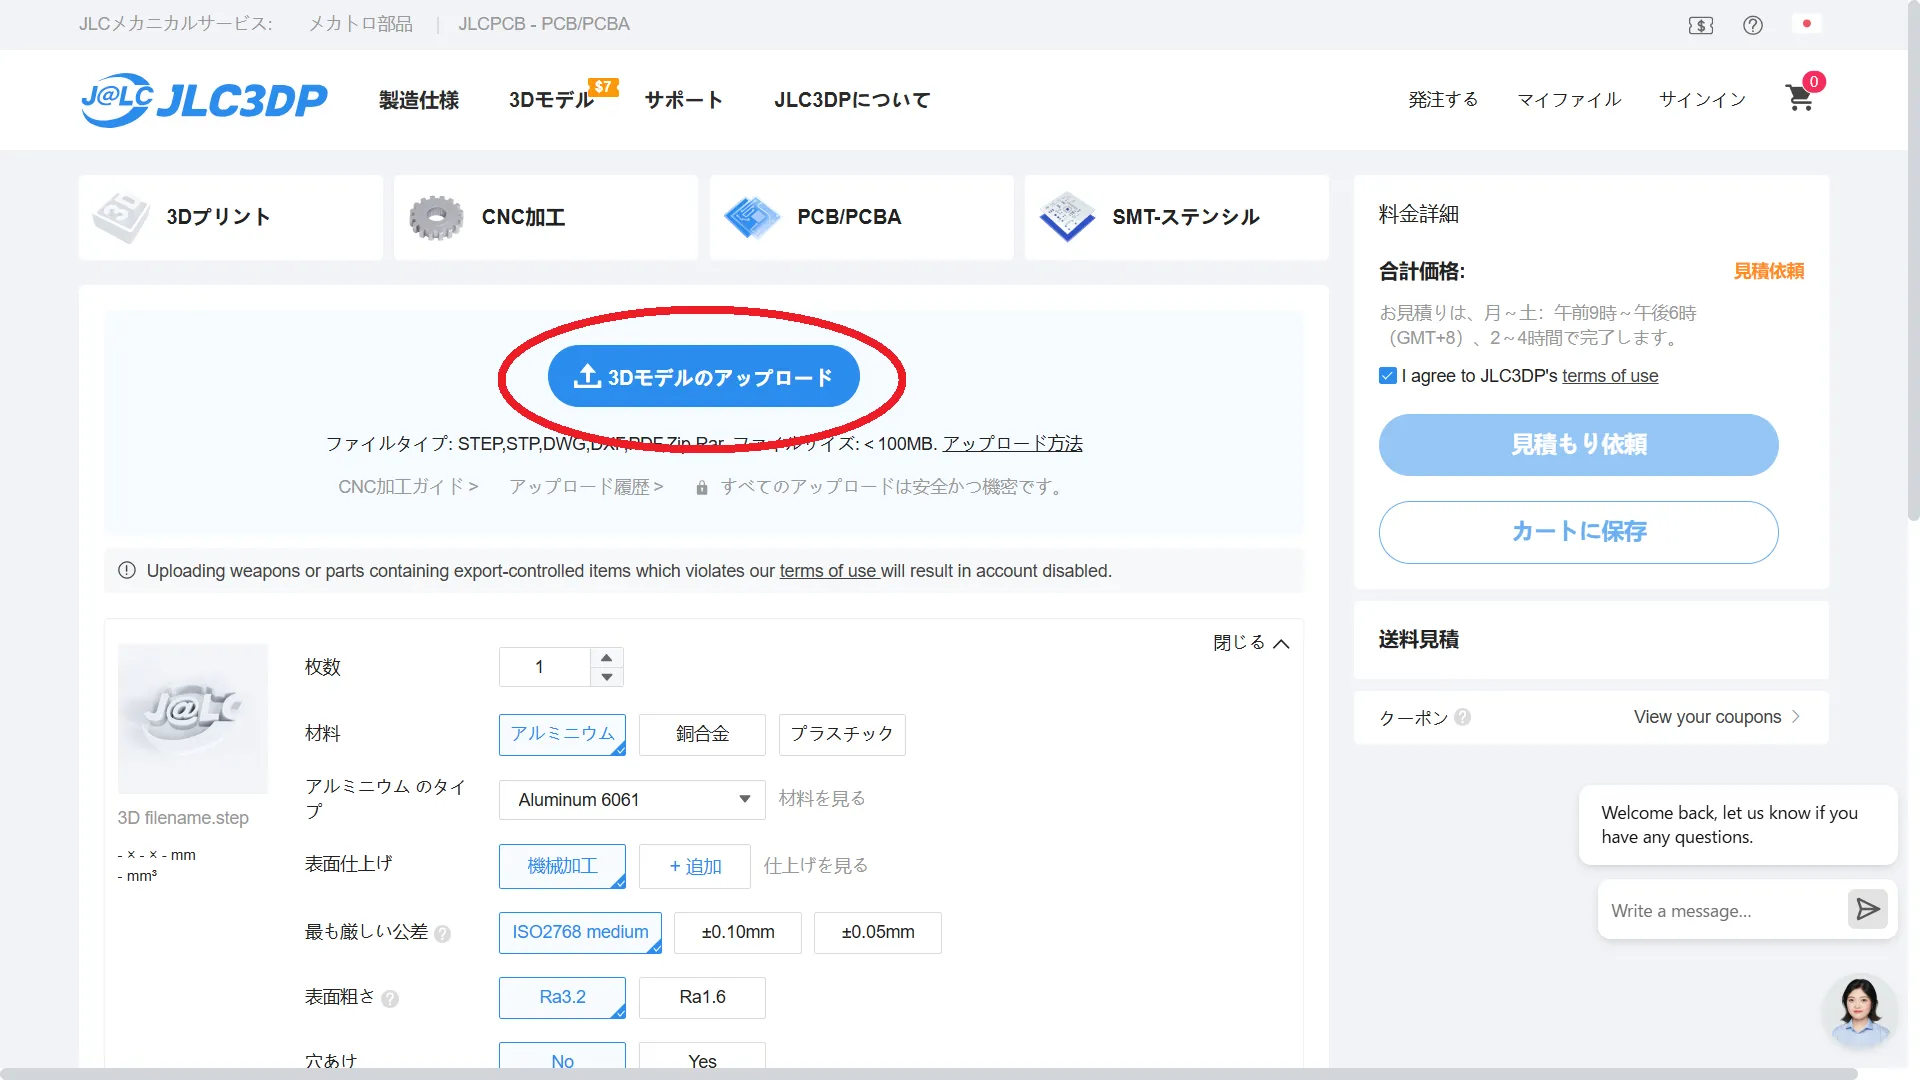 JLCメカニカルサービス: メカトロ部品 | JLCPCB - PCB/PCBA
J@LC JLC3DP
製造仕様 3Dモデル $7 サポート JLC3DPについて
発注する マイファイル サインイン 0
3Dプリント CNC加工 PCB/PCBA SMT-ステンシル
3Dモデルのアップロード
ファイルタイプ: STEP,STP,DWG,DXF,PDF,Zip,Rar ファイルサイズ: < 100MB. アップロード方法
CNC加工ガイド > アップロード履歴 > すべてのアップロードは安全かつ機密です。
Uploading weapons or parts containing export-controlled items which violates our terms of use will result in account disabled.
閉じる
J@LC
3D filename.step
- × - × - mm
- mm³
枚数 1
材料 アルミニウム 銅合金 プラスチック
アルミニウム のタイ
プ
Aluminum 6061 材料を見る
表面仕上げ 機械加工 + 追加 仕上げを見る
最も厳しい公差 ? ISO2768 medium ±0.10mm ±0.05mm
表面粗さ ? Ra3.2 Ra1.6
穴あけ No Yes
料金詳細
合計価格: 見積依頼
お見積りは、月～土: 午前9時～午後6時
（GMT+8）、2～4時間で完了します。
I agree to JLC3DP's terms of use
見積もり依頼
カートに保存
送料見積
クーポン ? View your coupons
Welcome back, let us know if you
have any questions.
Write a message...